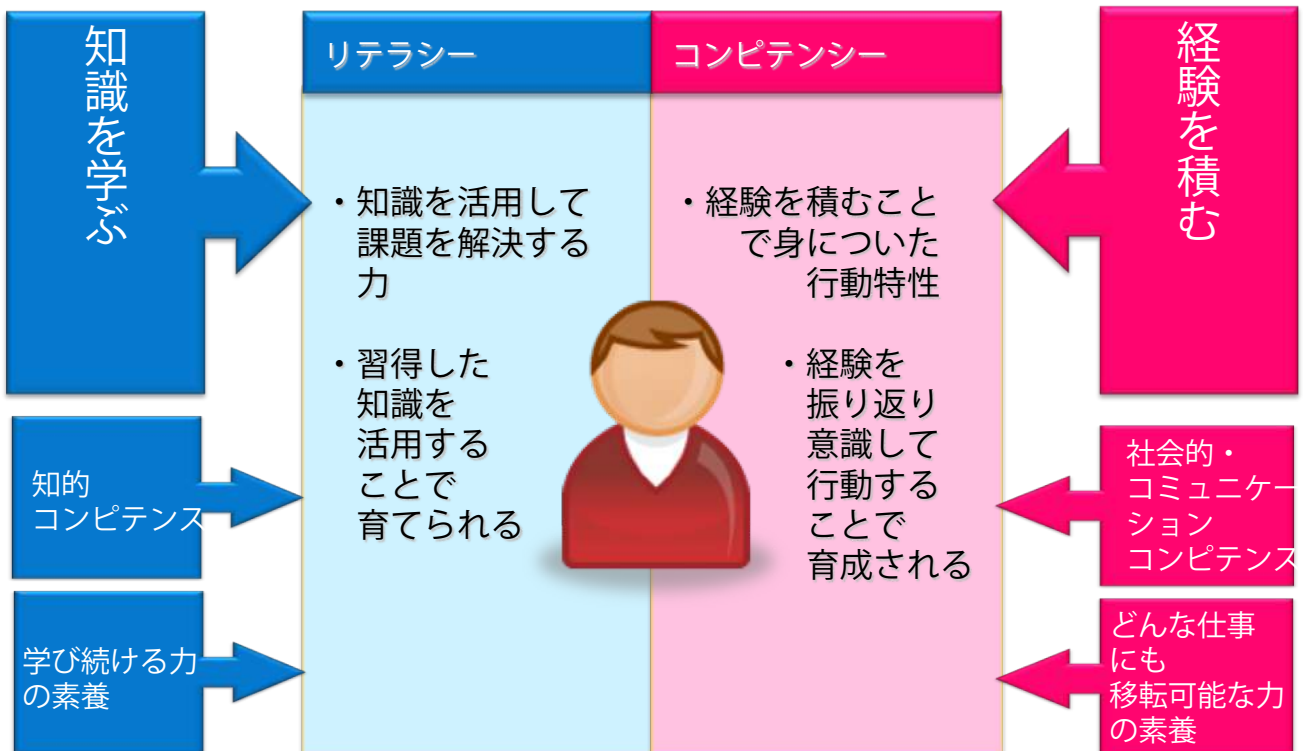 知識を学ぶ
リテラシー
コンピテンシー
経験を積む
・知識を活用して
課題を解決する
力
・習得した
知識を
活用する
ことで
育てられる
・経験を積むこと
で身についた
行動特性
・経験を
振り返り
意識して
行動する
ことで
育成される
知的
コンピテンス
学び続ける力
の素養
社会的・
コミュニケー
ション
コンピテンス
どんな仕事
にも
移転可能な力
の素養